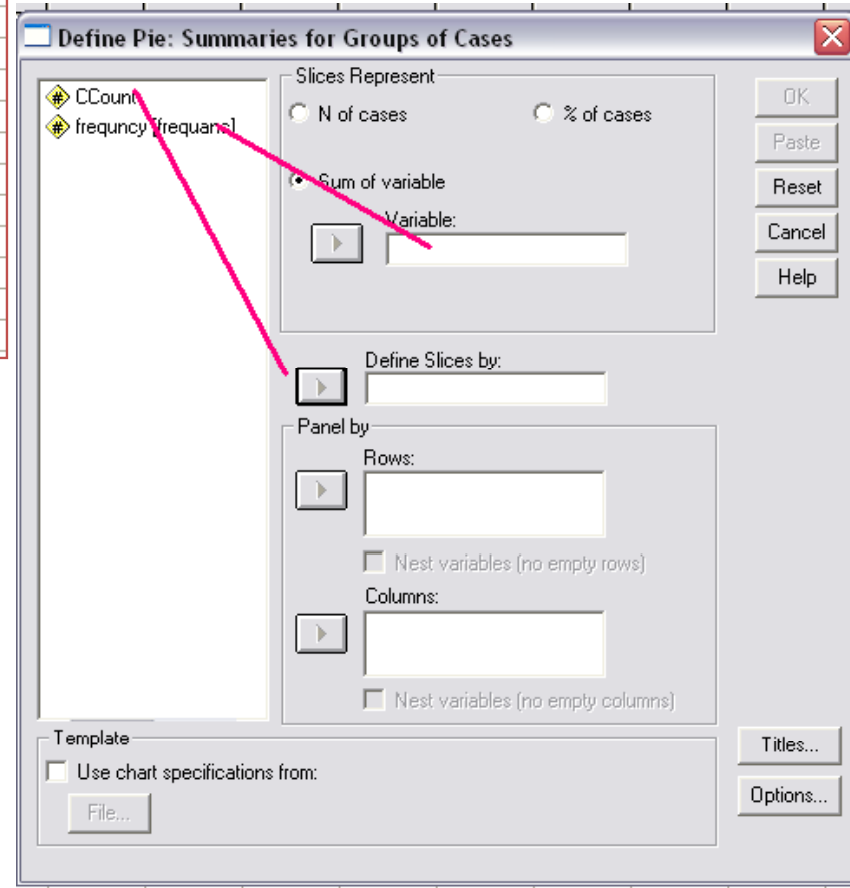 Define Pie: Summaries for Groups of Cases
CCount
frequncy [frequans]
Slices Represent
N of cases
% of cases
Sum of variable
Variable:
OK
Paste
Reset
Cancel
Help
Define Slices by:
Panel by
Rows:
Nest variables (no empty rows)
Columns:
Nest variables (no empty columns)
Template
Use chart specifications from:
File...
Titles...
Options...